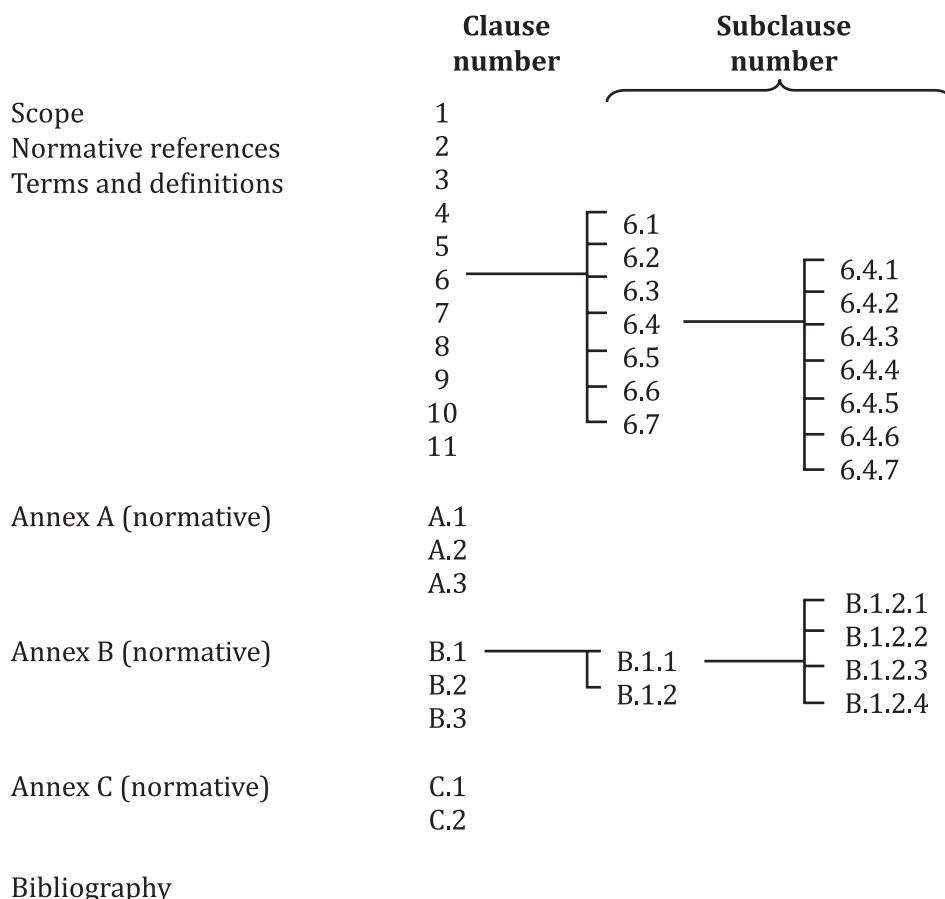 Clause number
Subclause number
Scope 1
Normative references 2
Terms and definitions 3
4
5
6
7
8
9
10
11
6.1
6.2
6.3
6.4
6.5
6.6
6.7
6.4.1
6.4.2
6.4.3
6.4.4
6.4.5
6.4.6
6.4.7
Annex A (normative) A.1
A.2
A.3
Annex B (normative) B.1
B.2
B.3
B.1.1
B.1.2
B.1.2.1
B.1.2.2
B.1.2.3
B.1.2.4
Annex C (normative) C.1
C.2
Bibliography